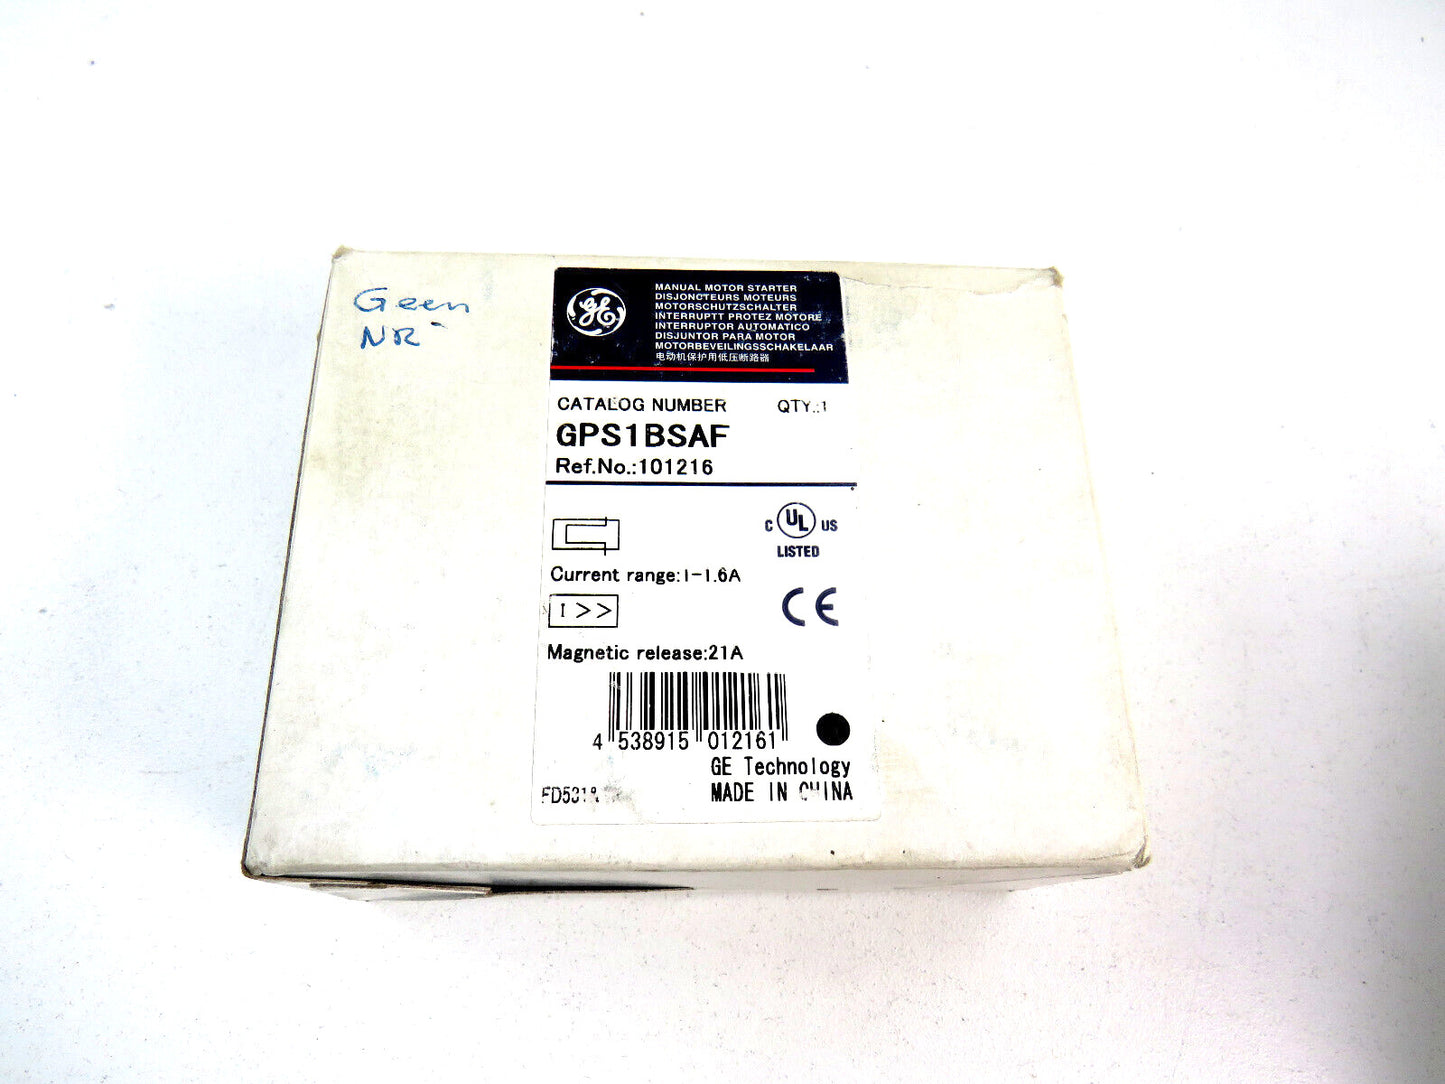 Geen
NR-
GE
MANUAL MOTOR STARTER
DISJONCTEURS MOTEURS
MOTORSCHUTZSCHALTER
INTERRUPTT PROTEZ MOTORE
INTERRUPTOR AUTOMATICO
DISJUNTOR PARA MOTOR
MOTORBEVEILINGSSCHAKELAAR
电动机保护用低压断路器
CATALOG NUMBER QTY.:1
GPS1BSAF
Ref.No.:101216
C UL US
LISTED
Current range:1-1.6A
I >>
CE
Magnetic release:21A
4 538915 012161
GE Technology
MADE IN CHINA